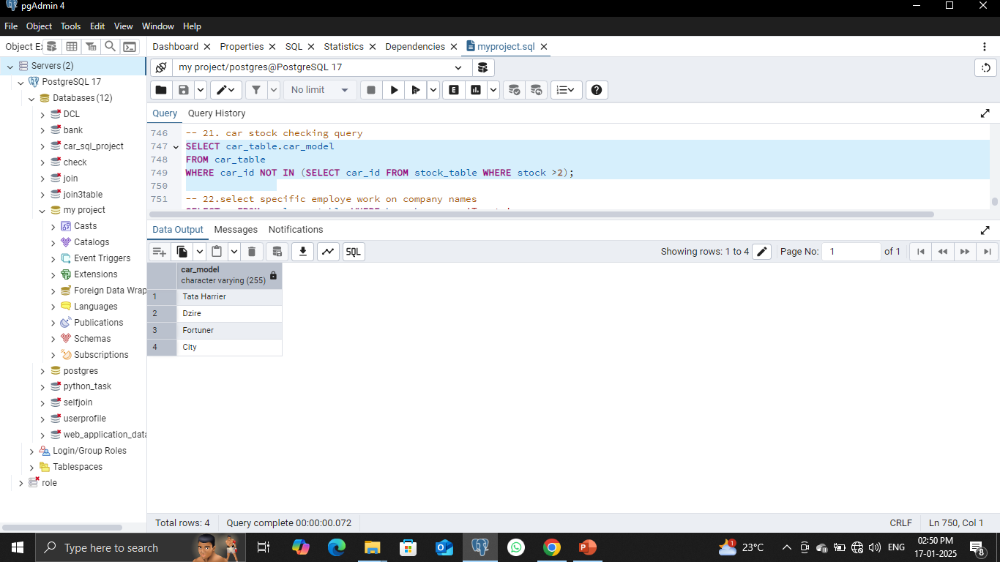 pgAdmin 4
File Object Tools Edit View Window Help
Object Ex
Dashboard Properties SQL Statistics Dependencies myproject.sql
Servers (2)
PostgreSQL 17
Databases (12)
DCL
bank
car_sql_project
check
join
join3table
my project
Casts
Catalogs
Event Triggers
Extensions
Foreign Data Wrap
Languages
Publications
Schemas
Subscriptions
postgres
python_task
selfjoin
userprofile
web_application_data
Login/Group Roles
Tablespaces
role
my project/postgres@PostgreSQL 17
No limit
E
Query Query History
746 -- 21. car stock checking query
747 SELECT car_table.car_model
748 FROM car_table
749 WHERE car_id NOT IN (SELECT car_id FROM stock_table WHERE stock >2);
750
751 -- 22.select specific employe work on company names
Data Output Messages Notifications
SQL
Showing rows: 1 to 4 Page No: 1 of 1
car_model
character varying (255)
1 Tata Harrier
2 Dzire
3 Fortuner
4 City
Total rows: 4 Query complete 00:00:00.072 CRLF Ln 750, Col 1
Type here to search
1
23°C
ENG
02:50 PM
17-01-2025
8